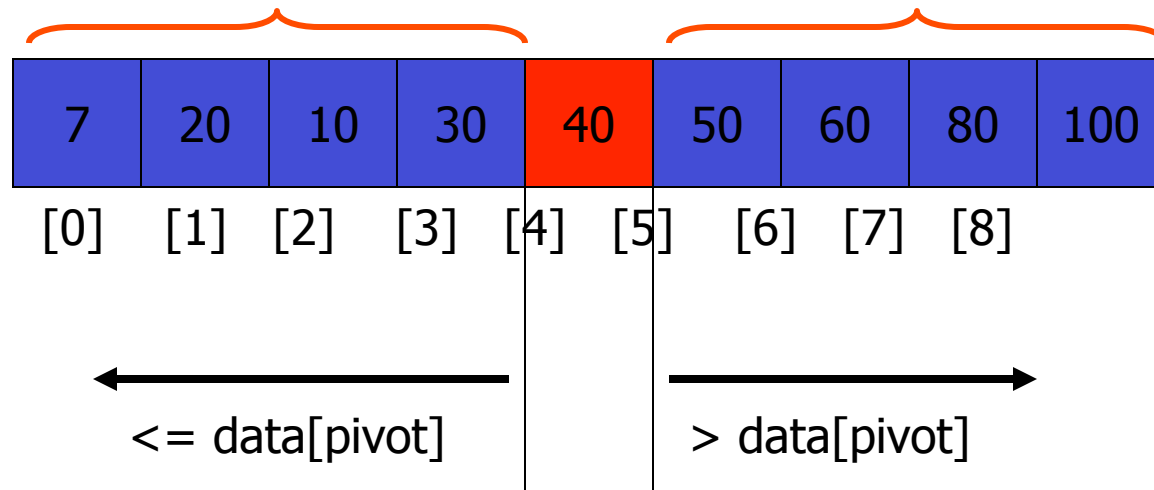 7 20 10 30 40 50 60 80 100
[0] [1] [2] [3] [4] [5] [6] [7] [8]
<= data[pivot] > data[pivot]